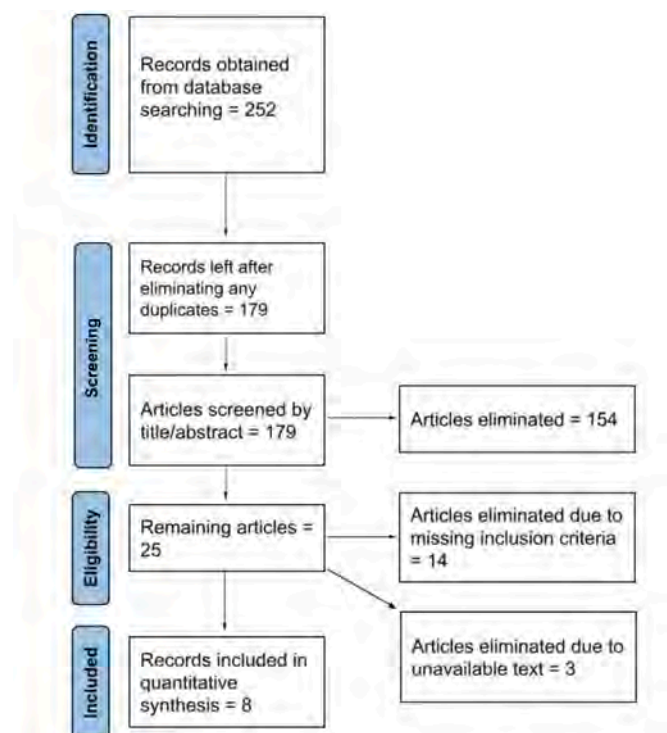 Identification
Records obtained
from database
searching = 252
Screening
Records left after
eliminating any
duplicates = 179
Articles screened by
title/abstract = 179
Articles eliminated = 154
Eligibility
Remaining articles =
25
Articles eliminated due to
missing inclusion criteria
= 14
Articles eliminated due to
unavailable text = 3
Included
Records included in
quantitative
synthesis = 8